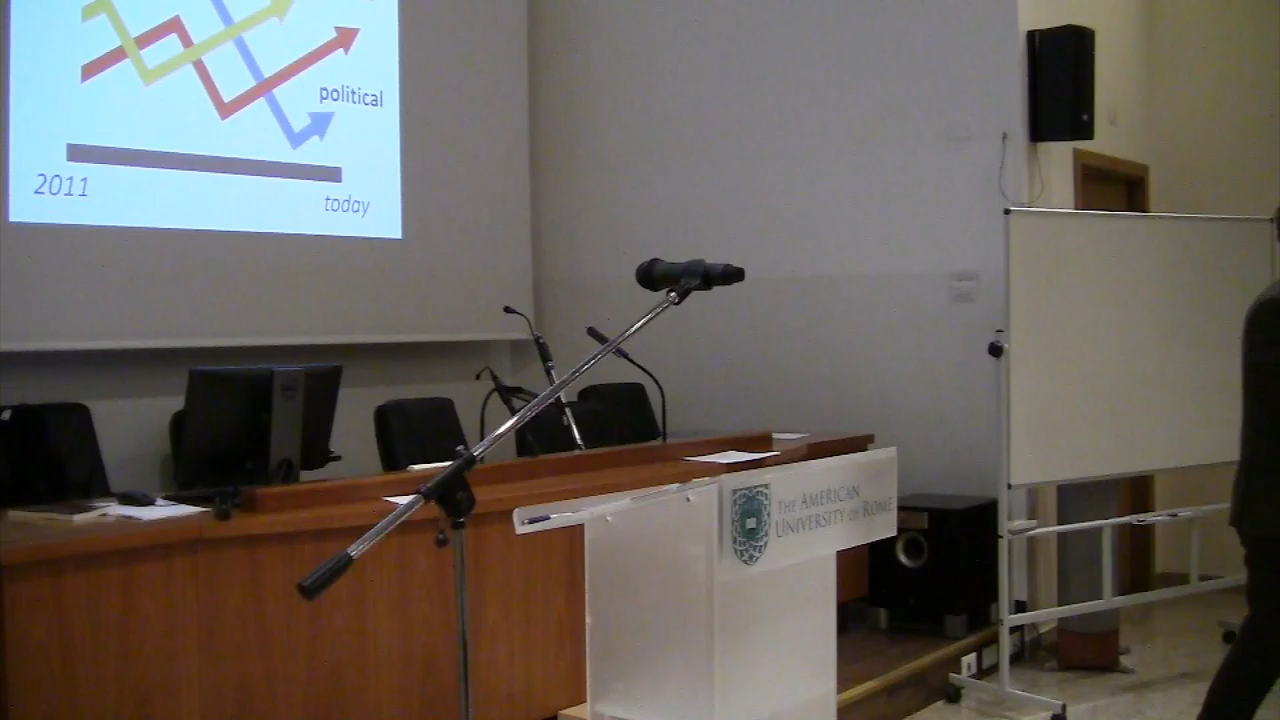 political
2011
today
THE AMERICAN
UNIVERSITY of ROME